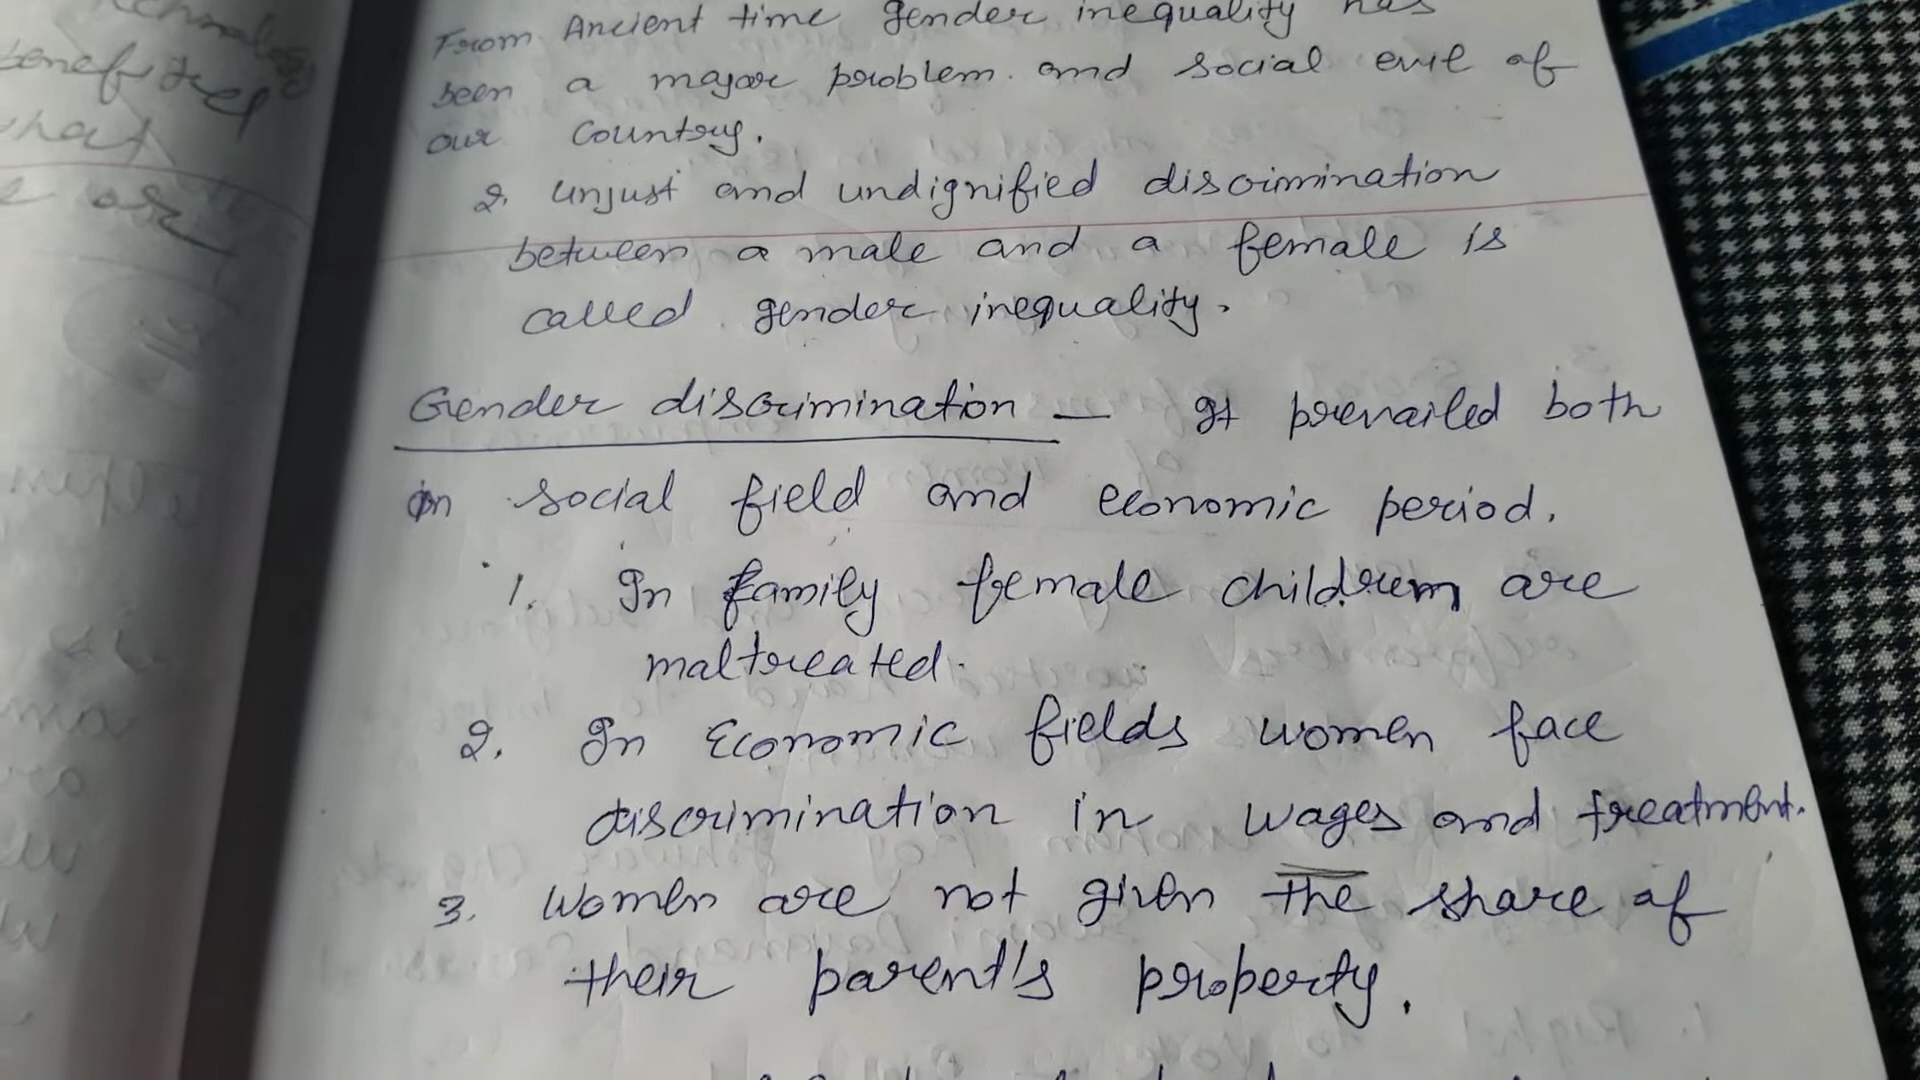 From Ancient time gender inequality has
been a major problem and social evil of
our Country.
2. unjust and undignified discrimination
between a male and a female is
called gender inequality.
Gender discrimination — It prevailed both
in social field and economic period.
1. In family female children are
maltreated.
2. In Economic fields women face
discrimination in wages and treatment.
3. Women are not given the share of
their parent's property.